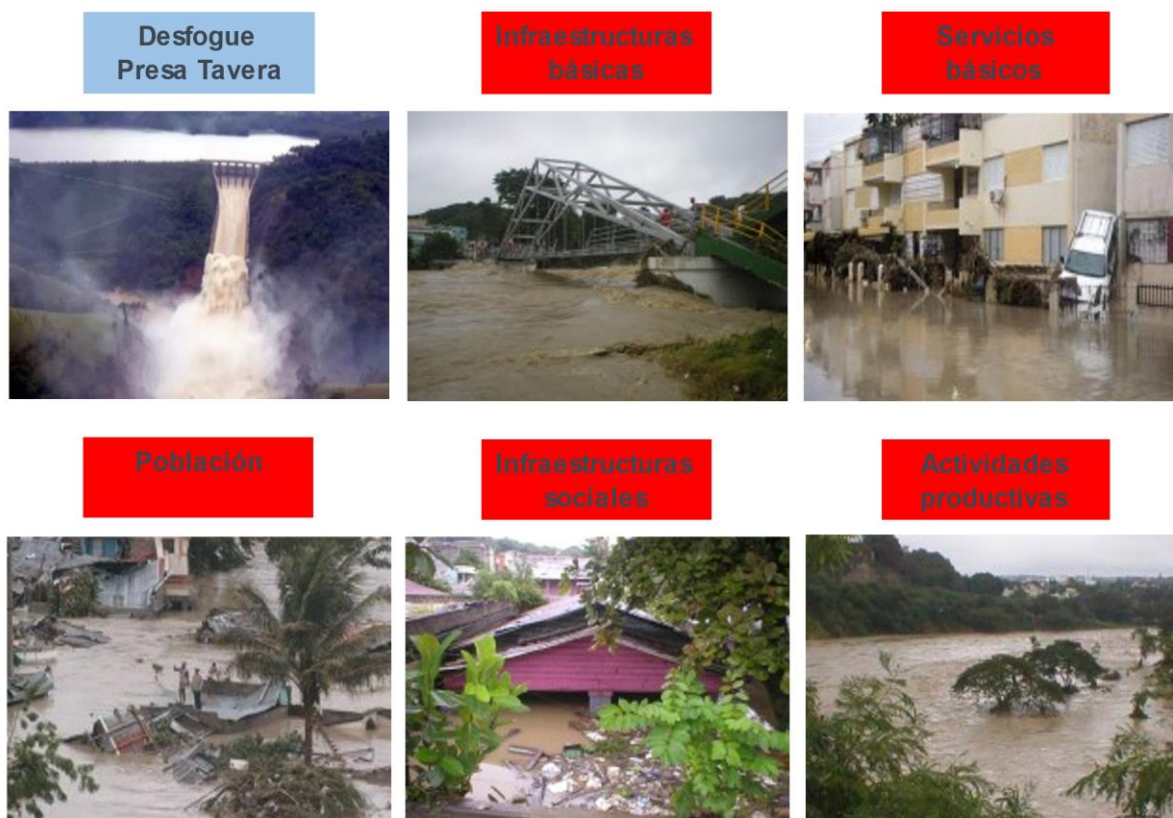 Desfogue
Presa Tavera
Infraestructuras
básicas
Servicios
básicos
Población
Infraestructuras
sociales
Actividades
productivas